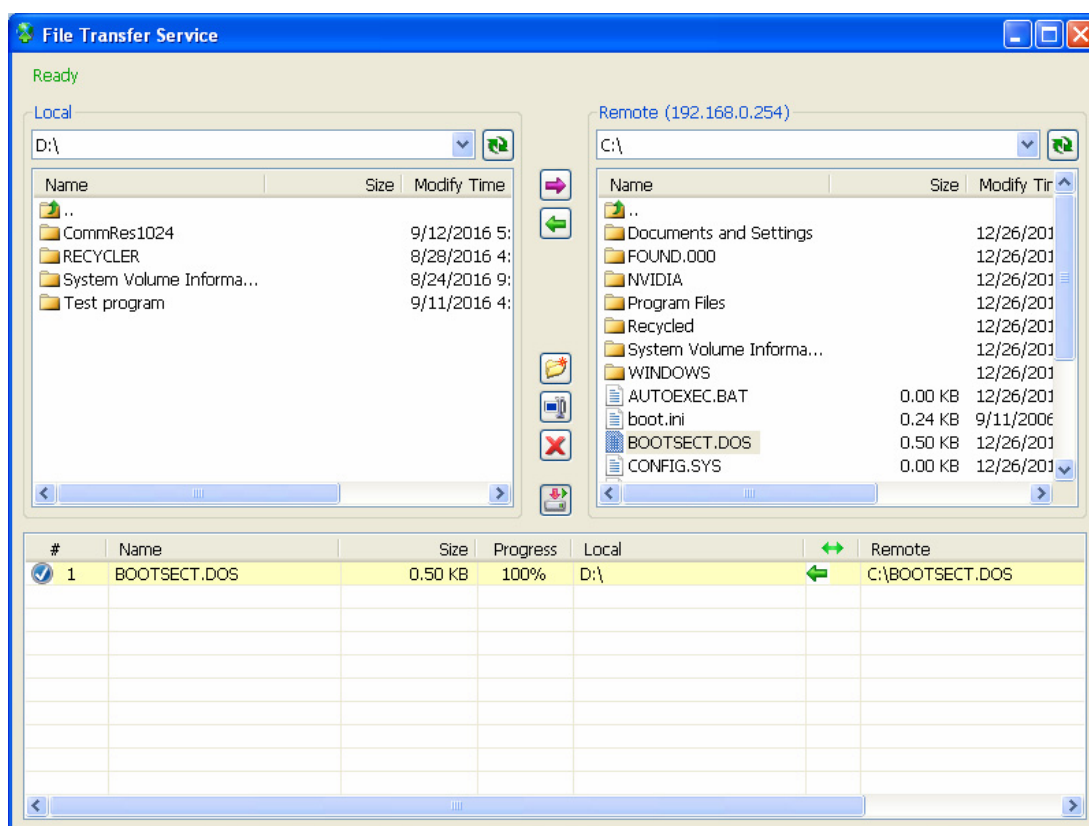 File Transfer Service
Ready
Local
D:\
Name Size Modify Time
..
CommRes1024 9/12/2016 5:
RECYCLER 8/28/2016 4:
System Volume Informa... 8/24/2016 9:
Test program 9/11/2016 4:
Remote (192.168.0.254)
C:\
Name Size Modify Tir
..
Documents and Settings 12/26/201
FOUND.000 12/26/201
NVIDIA 12/26/201
Program Files 12/26/201
Recycled 12/26/201
System Volume Informa... 12/26/201
WINDOWS 12/26/201
AUTOEXEC.BAT 0.00 KB 12/26/201
boot.ini 0.24 KB 9/11/2006
BOOTSECT.DOS 0.50 KB 12/26/201
CONFIG.SYS 0.00 KB 12/26/201
# Name Size Progress Local Remote
1 BOOTSECT.DOS 0.50 KB 100% D:\ C:\BOOTSECT.DOS